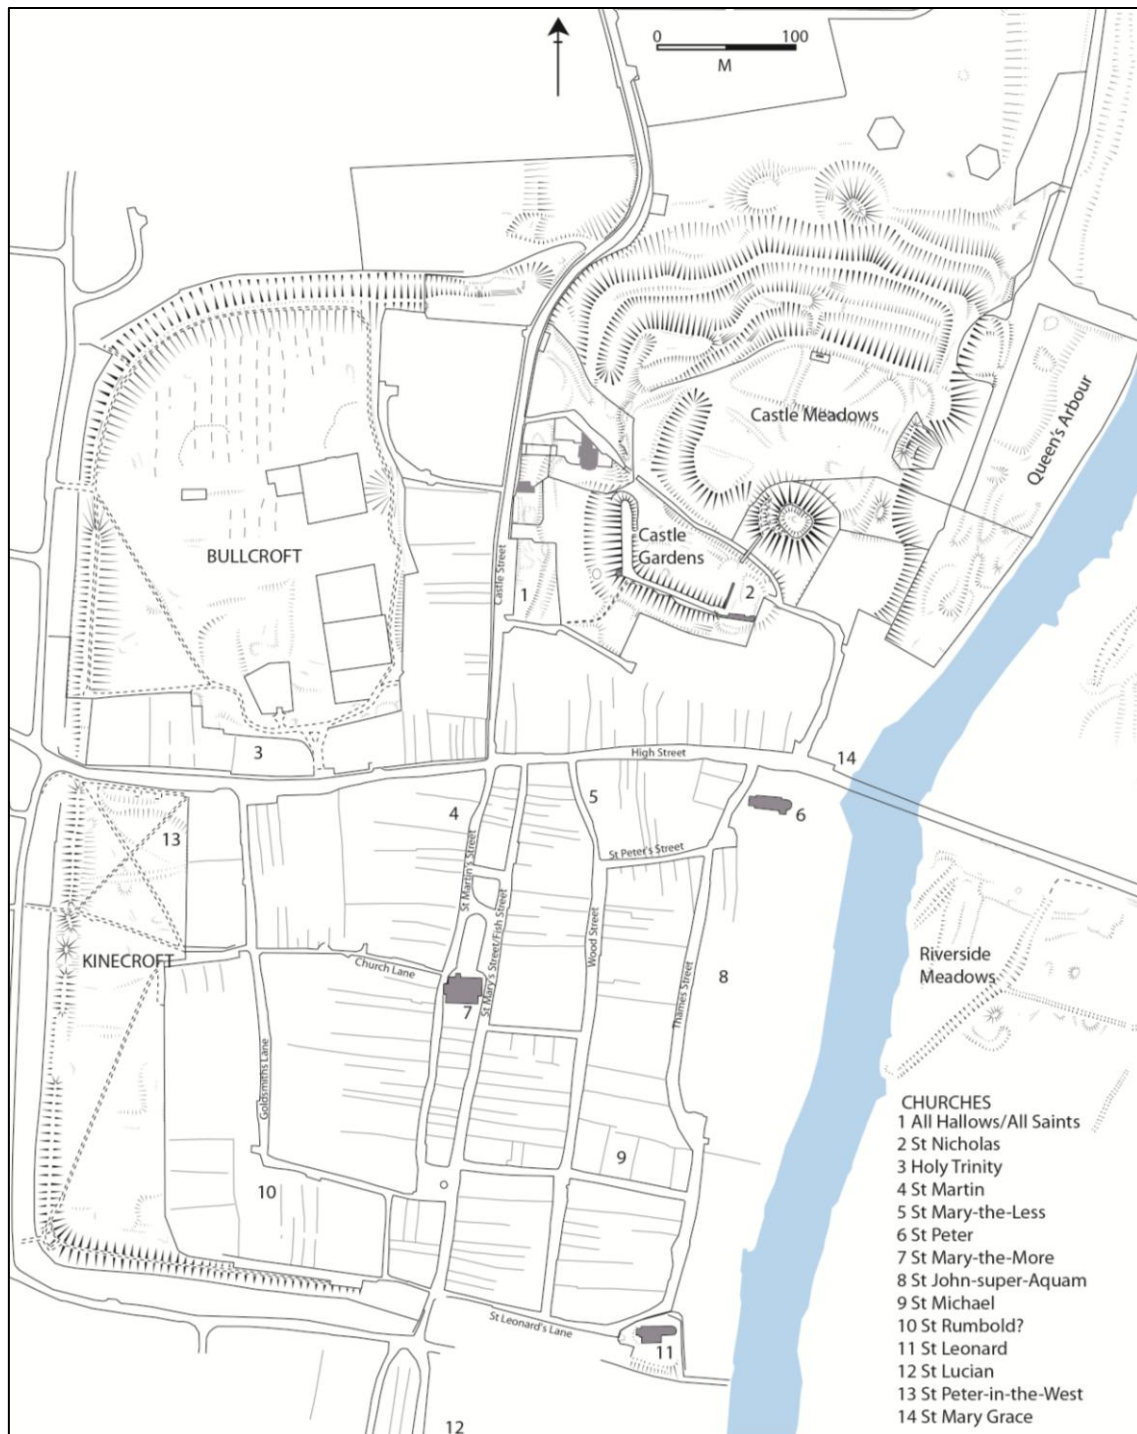 0 100
M
Castle Meadows
Queen's Arbour
BULLCROFT
Castle Street
Castle
Gardens
1
2
3
High Street
14
4
5
6
13
St Peter's Street
St Martin's Street
St Mary's Street/Fish Street
Wood Street
KINECROFT
Church Lane
Riverside
Meadows
8
Thames Street
7
Goldsmiths Lane
9
10
St Leonard's Lane
11
12
CHURCHES
1 All Hallows/All Saints
2 St Nicholas
3 Holy Trinity
4 St Martin
5 St Mary-the-Less
6 St Peter
7 St Mary-the-More
8 St John-super-Aquam
9 St Michael
10 St Rumbold?
11 St Leonard
12 St Lucian
13 St Peter-in-the-West
14 St Mary Grace